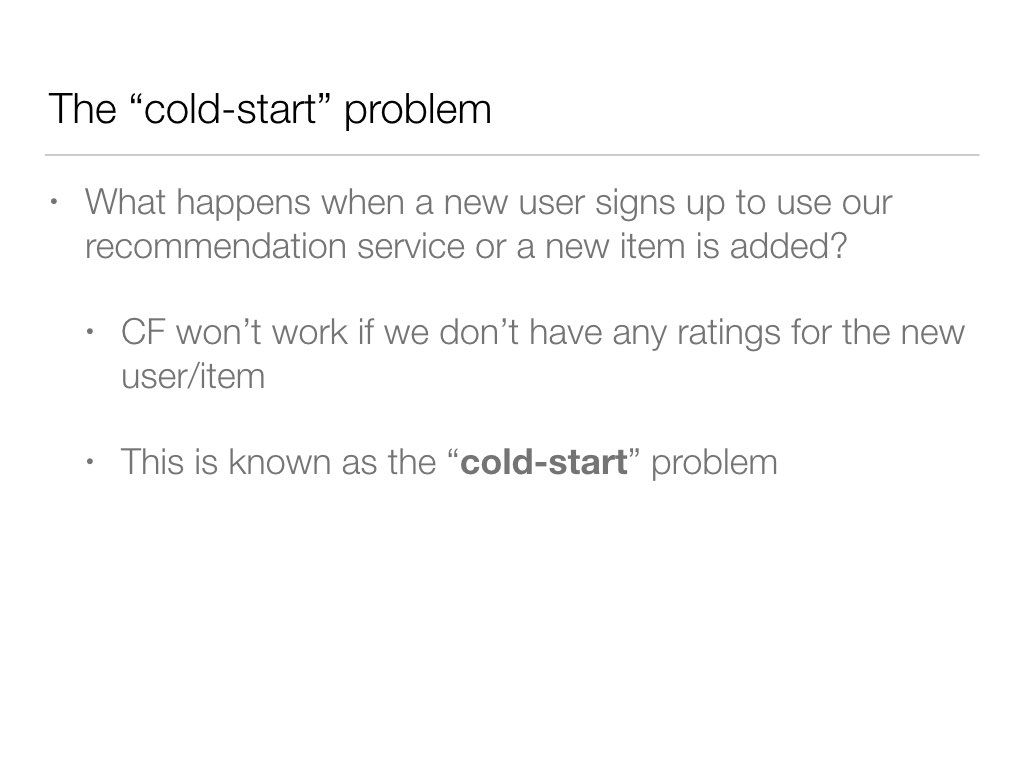 The “cold-start” problem
• What happens when a new user signs up to use our
recommendation service or a new item is added?
• CF won’t work if we don’t have any ratings for the new
user/item
• This is known as the “cold-start” problem